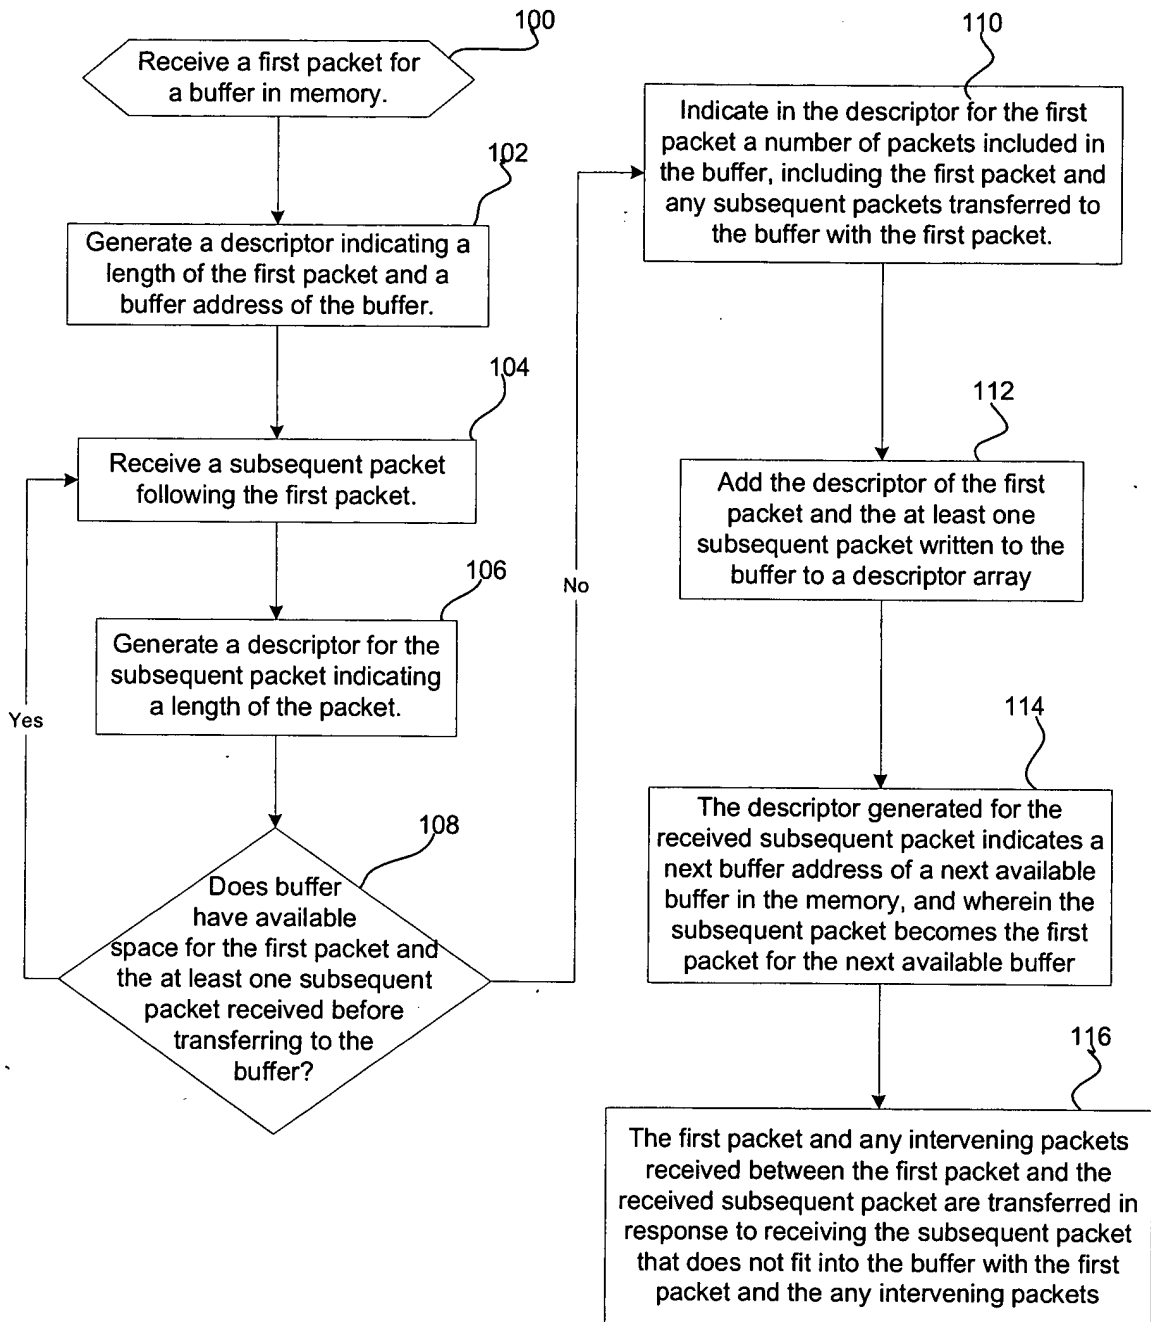 100
Receive a first packet for
a buffer in memory.
102
Generate a descriptor indicating a
length of the first packet and a
buffer address of the buffer.
104
Receive a subsequent packet
following the first packet.
106
Generate a descriptor for the
subsequent packet indicating
a length of the packet.
Yes
108
Does buffer
have available
space for the first packet and
the at least one subsequent
packet received before
transferring to the
buffer?
No
110
Indicate in the descriptor for the first
packet a number of packets included in
the buffer, including the first packet and
any subsequent packets transferred to
the buffer with the first packet.
112
Add the descriptor of the first
packet and the at least one
subsequent packet written to the
buffer to a descriptor array
114
The descriptor generated for the
received subsequent packet indicates a
next buffer address of a next available
buffer in the memory, and wherein the
subsequent packet becomes the first
packet for the next available buffer
116
The first packet and any intervening packets
received between the first packet and the
received subsequent packet are transferred in
response to receiving the subsequent packet
that does not fit into the buffer with the first
packet and the any intervening packets